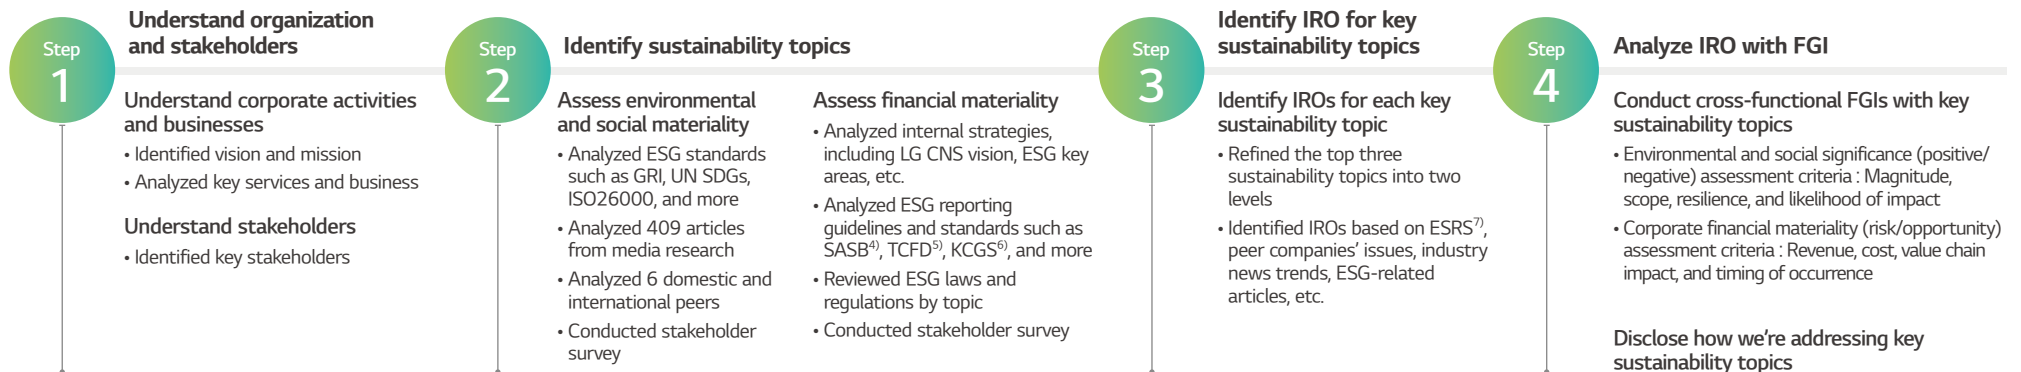 Step
1
Understand organization
and stakeholders
Understand corporate activities
and businesses
• Identified vision and mission
• Analyzed key services and business
Understand stakeholders
• Identified key stakeholders
Step
2
Identify sustainability topics
Assess environmental
and social materiality
• Analyzed ESG standards
such as GRI, UN SDGs,
ISO26000, and more
• Analyzed 409 articles
from media research
• Analyzed 6 domestic and
international peers
• Conducted stakeholder
survey
Assess financial materiality
• Analyzed internal strategies,
including LG CNS vision, ESG key
areas, etc.
• Analyzed ESG reporting
guidelines and standards such as
SASB4), TCFD5), KCGS6), and more
• Reviewed ESG laws and
regulations by topic
• Conducted stakeholder survey
Step
3
Identify IRO for key
sustainability topics
Identify IROs for each key
sustainability topic
• Refined the top three
sustainability topics into two
levels
• Identified IROs based on ESRS7),
peer companies' issues, industry
news trends, ESG-related
articles, etc.
Step
4
Analyze IRO with FGI
Conduct cross-functional FGIs with key
sustainability topics
• Environmental and social significance (positive/
negative) assessment criteria : Magnitude,
scope, resilience, and likelihood of impact
• Corporate financial materiality (risk/opportunity)
assessment criteria : Revenue, cost, value chain
impact, and timing of occurrence
Disclose how we're addressing key
sustainability topics